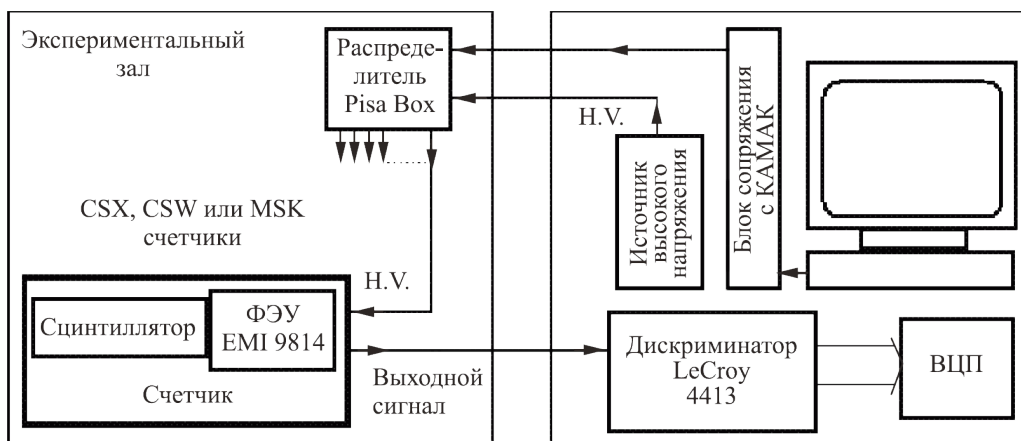 Экспериментальный
зал
Распреде-
литель
Pisa Box
H.V.
Источник
высокого
напряжения
Блок сопряжения
с КАМАК
CSX, CSW или MSK
счетчики
H.V.
Сцинтиллятор
ФЭУ
EMI 9814
Счетчик
Выходной
сигнал
Дискриминатор
LeCroy
4413
ВЦП